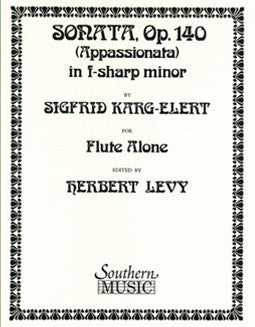 SONATA, Op. 140
(Appassionata)
in f-sharp minor
BY
SIGFRID KARG-ELERT
FOR
Flute Alone
EDITED BY
HERBERT LEVY
Southern
MUSIC